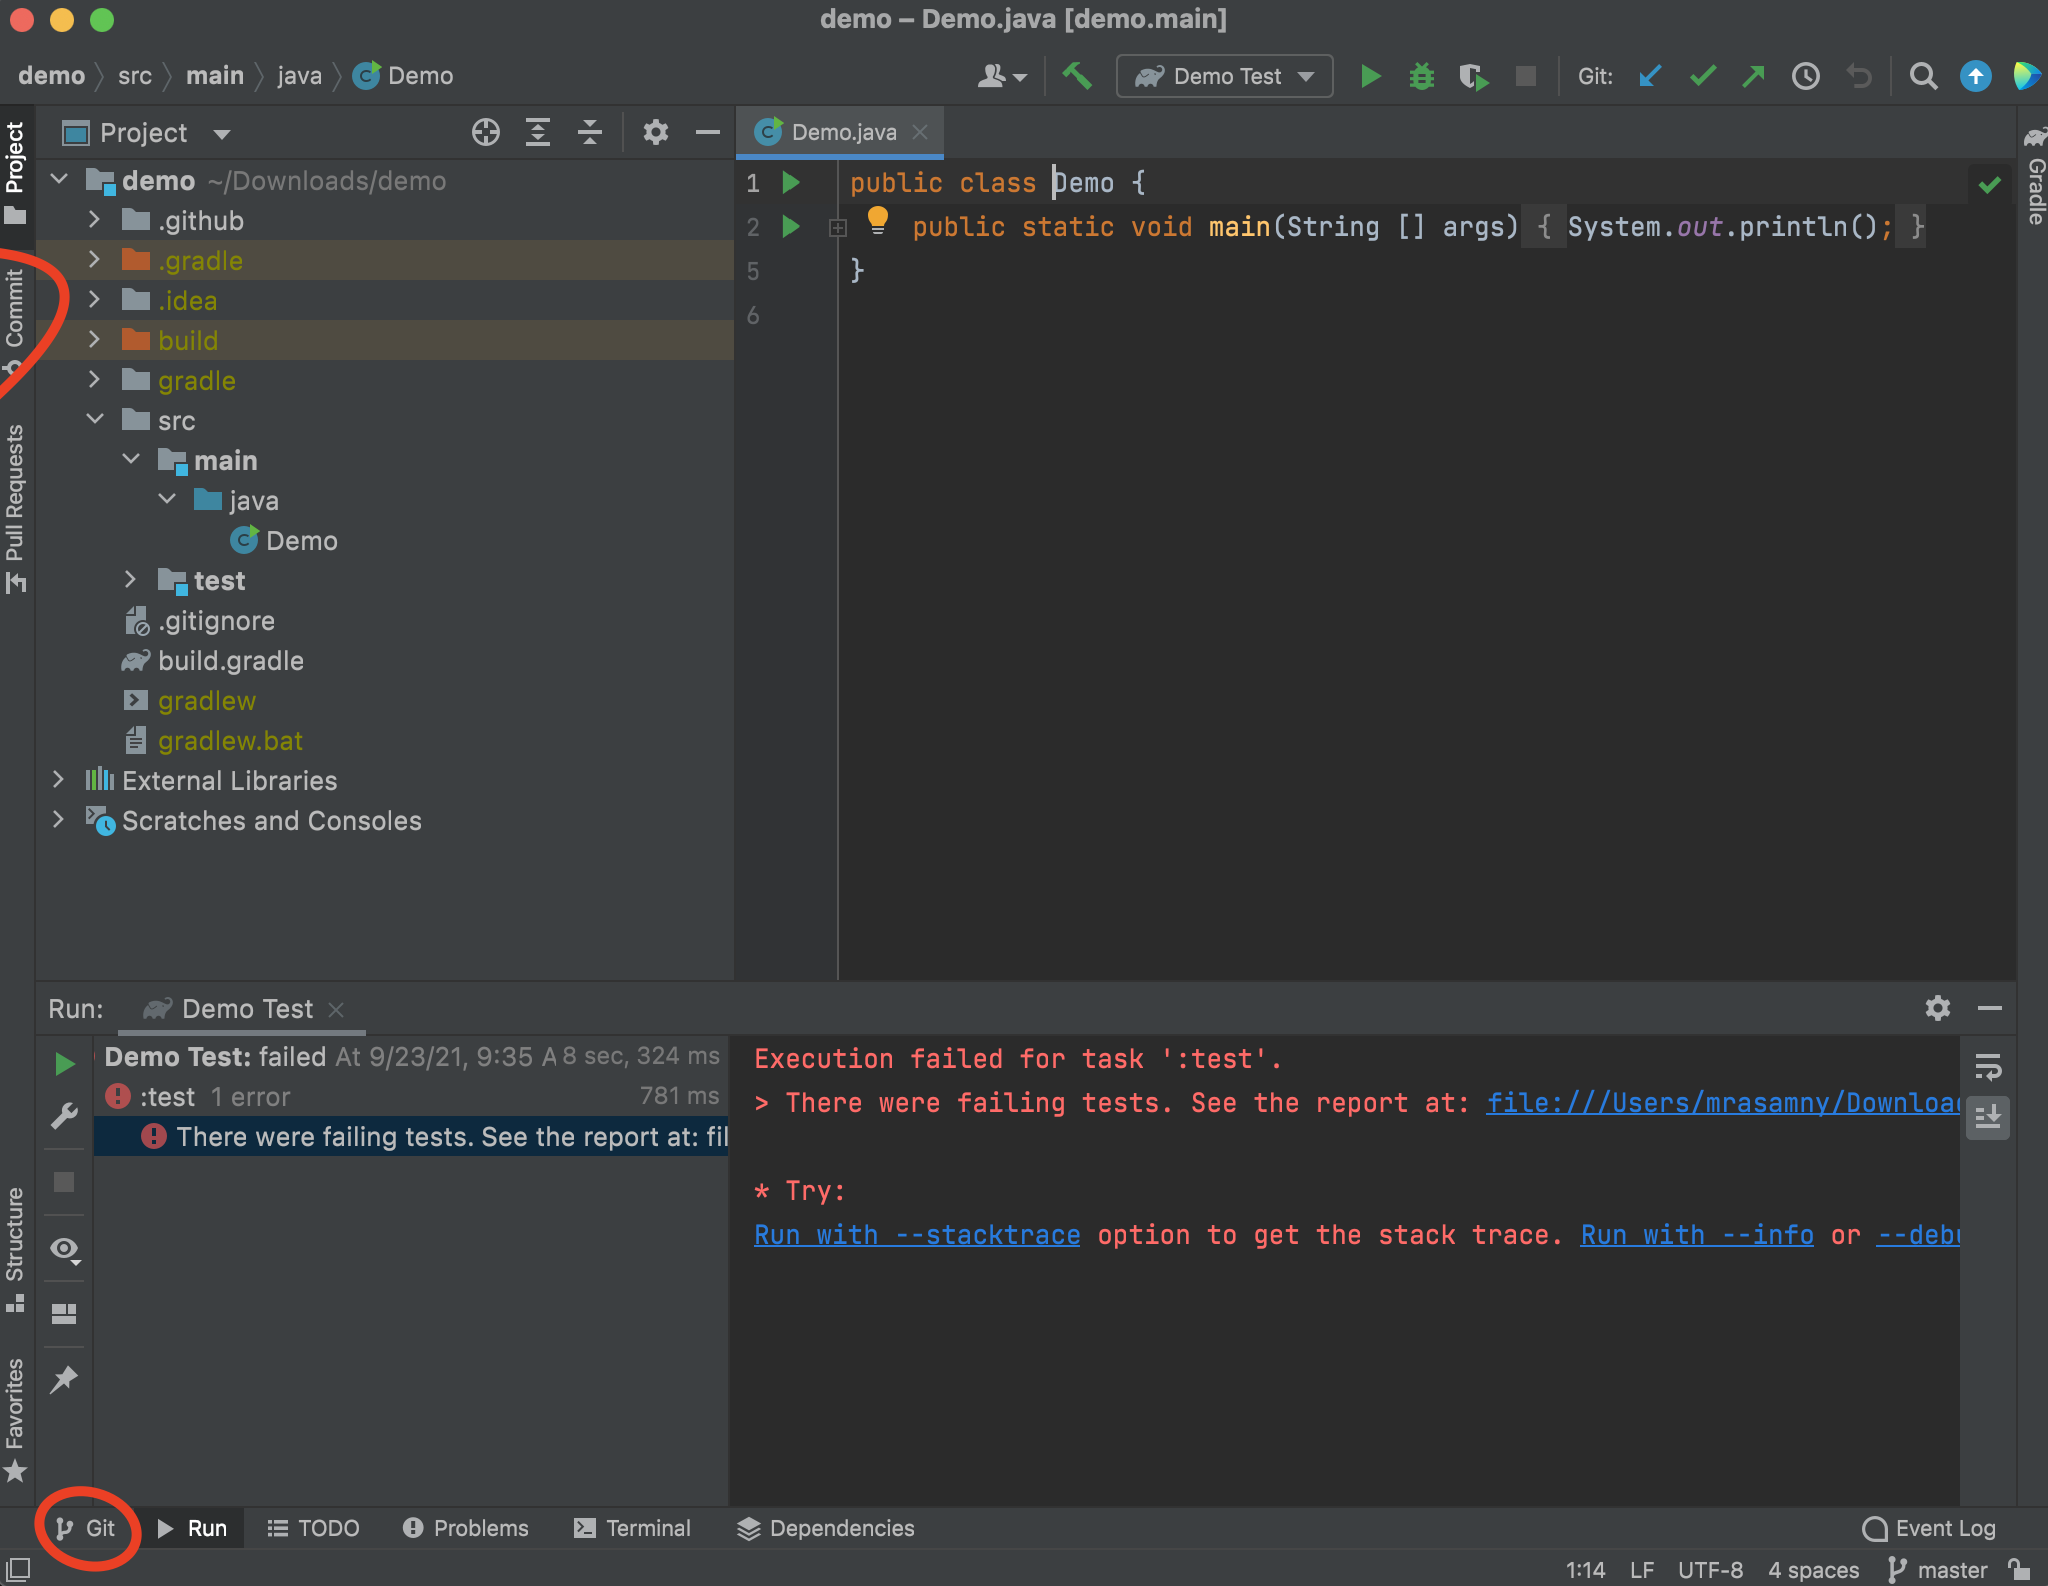 demo – Demo.java [demo.main]
demo src main java Demo
Demo Test
Git:
Project
Project
Commit
Pull Requests
Structure
Favorites
demo ~/Downloads/demo
.github
.gradle
.idea
build
gradle
src
main
java
Demo
test
.gitignore
build.gradle
gradlew
gradlew.bat
External Libraries
Scratches and Consoles
Demo.java
1 public class Demo {
2 public static void main(String [] args) { System.out.println(); }
5 }
6
Gradle
Run: Demo Test
Demo Test: failed At 9/23/21, 9:35 A 8 sec, 324 ms
:test 1 error 781 ms
There were failing tests. See the report at: fil
Execution failed for task ':test'.
> There were failing tests. See the report at: file:///Users/mrasamny/Downloa
* Try:
Run with --stacktrace option to get the stack trace. Run with --info or --debu
Git Run TODO Problems Terminal Dependencies Event Log
1:14 LF UTF-8 4 spaces master